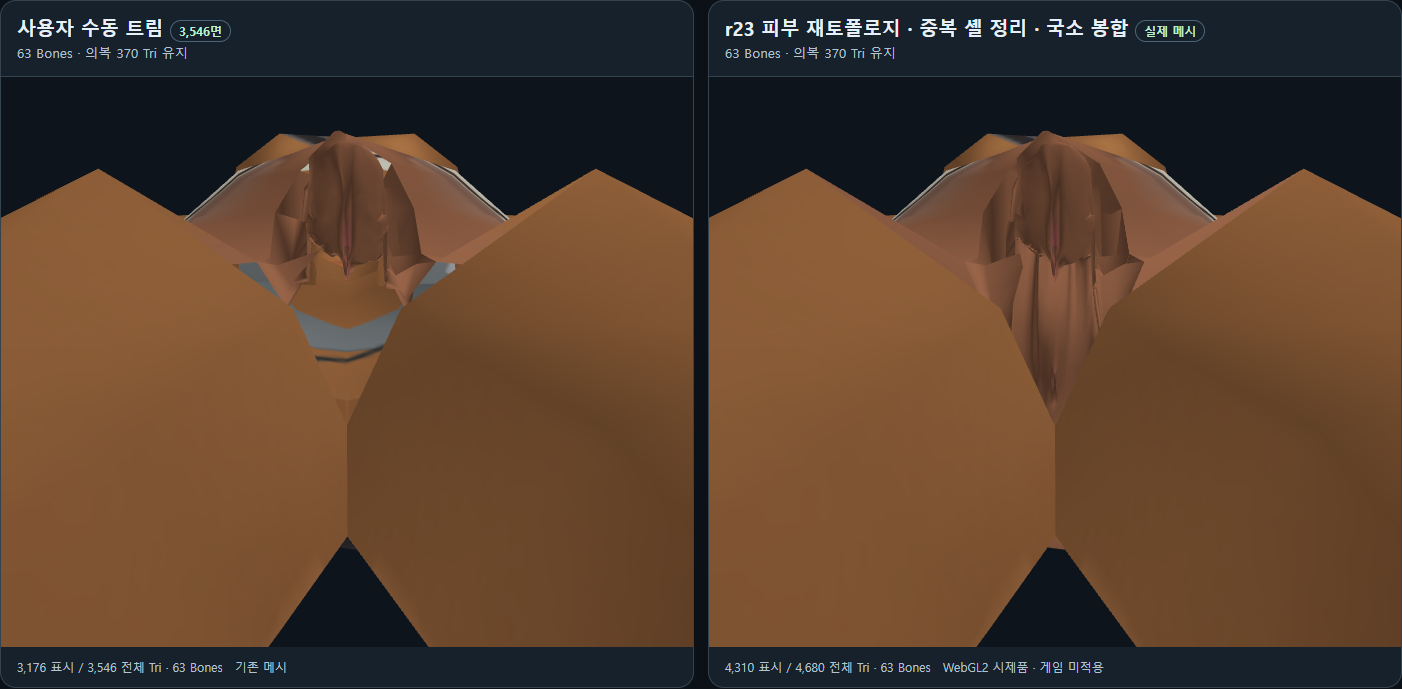 사용자 수동 트림 3,546면
63 Bones · 의복 370 Tri 유지
r23 피부 재토폴로지 · 중복 셸 정리 · 국소 봉합 실제 메시
63 Bones · 의복 370 Tri 유지
3,176 표시 / 3,546 전체 Tri · 63 Bones 기존 메시
4,310 표시 / 4,680 전체 Tri · 63 Bones WebGL2 시제품 · 게임 미적용